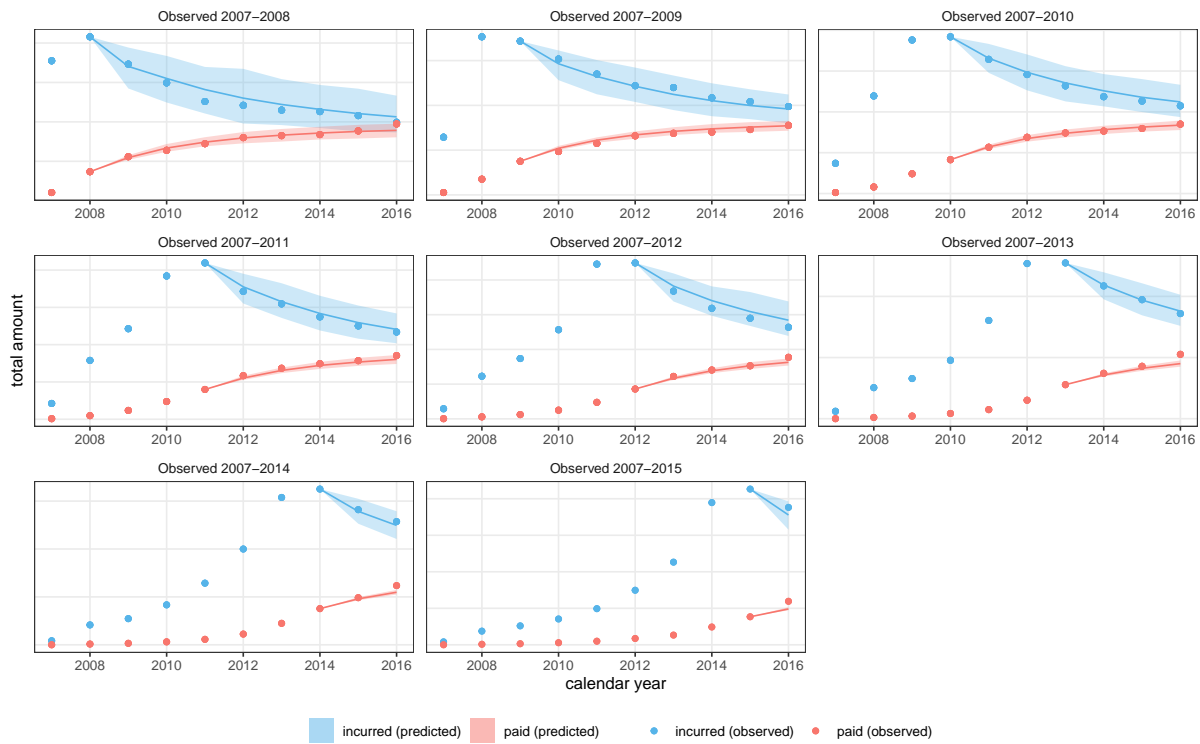 Observed 2007−2008
Observed 2007−2009
Observed 2007−2010
2008 2010 2012 2014 2016
2008 2010 2012 2014 2016
2008 2010 2012 2014 2016
Observed 2007−2011
Observed 2007−2012
Observed 2007−2013
total amount
2008 2010 2012 2014 2016
2008 2010 2012 2014 2016
2008 2010 2012 2014 2016
Observed 2007−2014
Observed 2007−2015
2008 2010 2012 2014 2016
2008 2010 2012 2014 2016
calendar year
incurred (predicted) paid (predicted) incurred (observed) paid (observed)